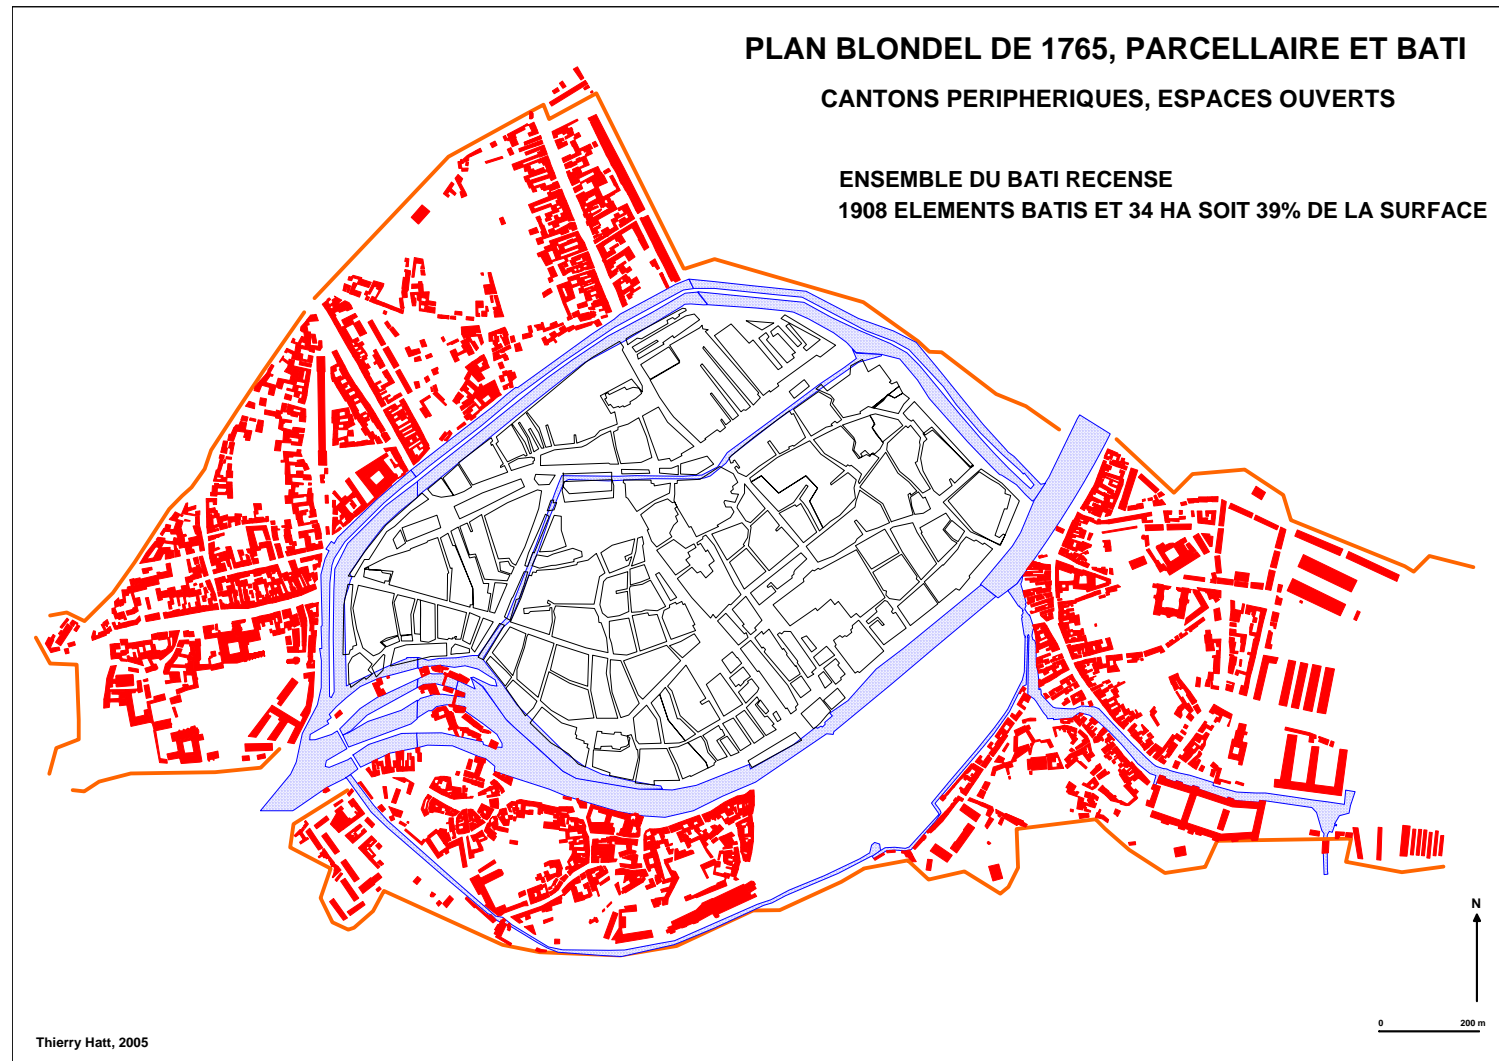 PLAN BLONDEL DE 1765, PARCELLAIRE ET BATI
CANTONS PERIPHERIQUES, ESPACES OUVERTS
ENSEMBLE DU BATI RECENSE
1908 ELEMENTS BATIS ET 34 HA SOIT 39% DE LA SURFACE
N
0 200 m
Thierry Hatt, 2005